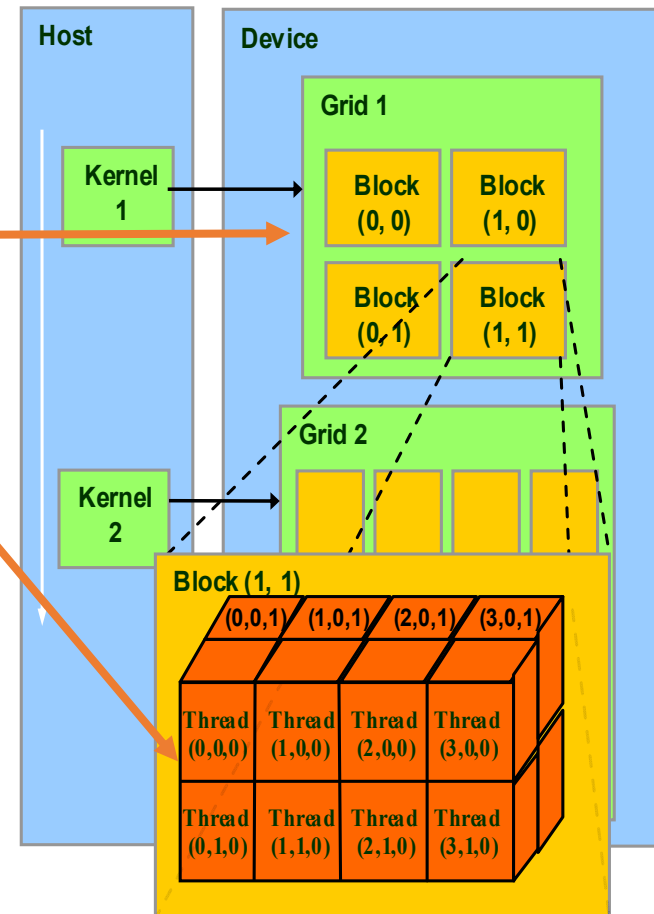 Host
Device
Grid 1
Kernel
1
Block
(0, 0)
Block
(1, 0)
Block
(0, 1)
Block
(1, 1)
Grid 2
Kernel
2
Block (1, 1)
(0,0,1) (1,0,1) (2,0,1) (3,0,1)
Thread
(0,0,0)
Thread
(1,0,0)
Thread
(2,0,0)
Thread
(3,0,0)
Thread
(0,1,0)
Thread
(1,1,0)
Thread
(2,1,0)
Thread
(3,1,0)